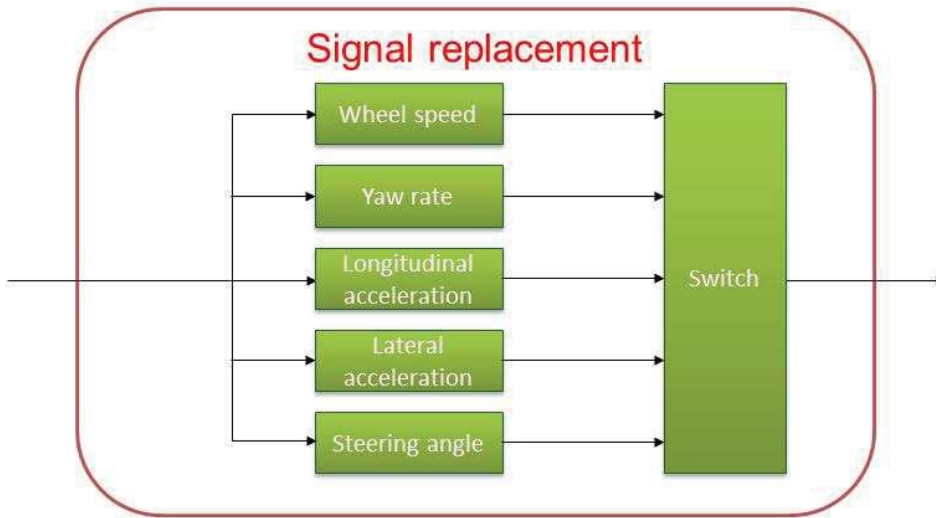 Signal replacement
Wheel speed
Yaw rate
Longitudinal
acceleration
Lateral
acceleration
Steering angle
Switch